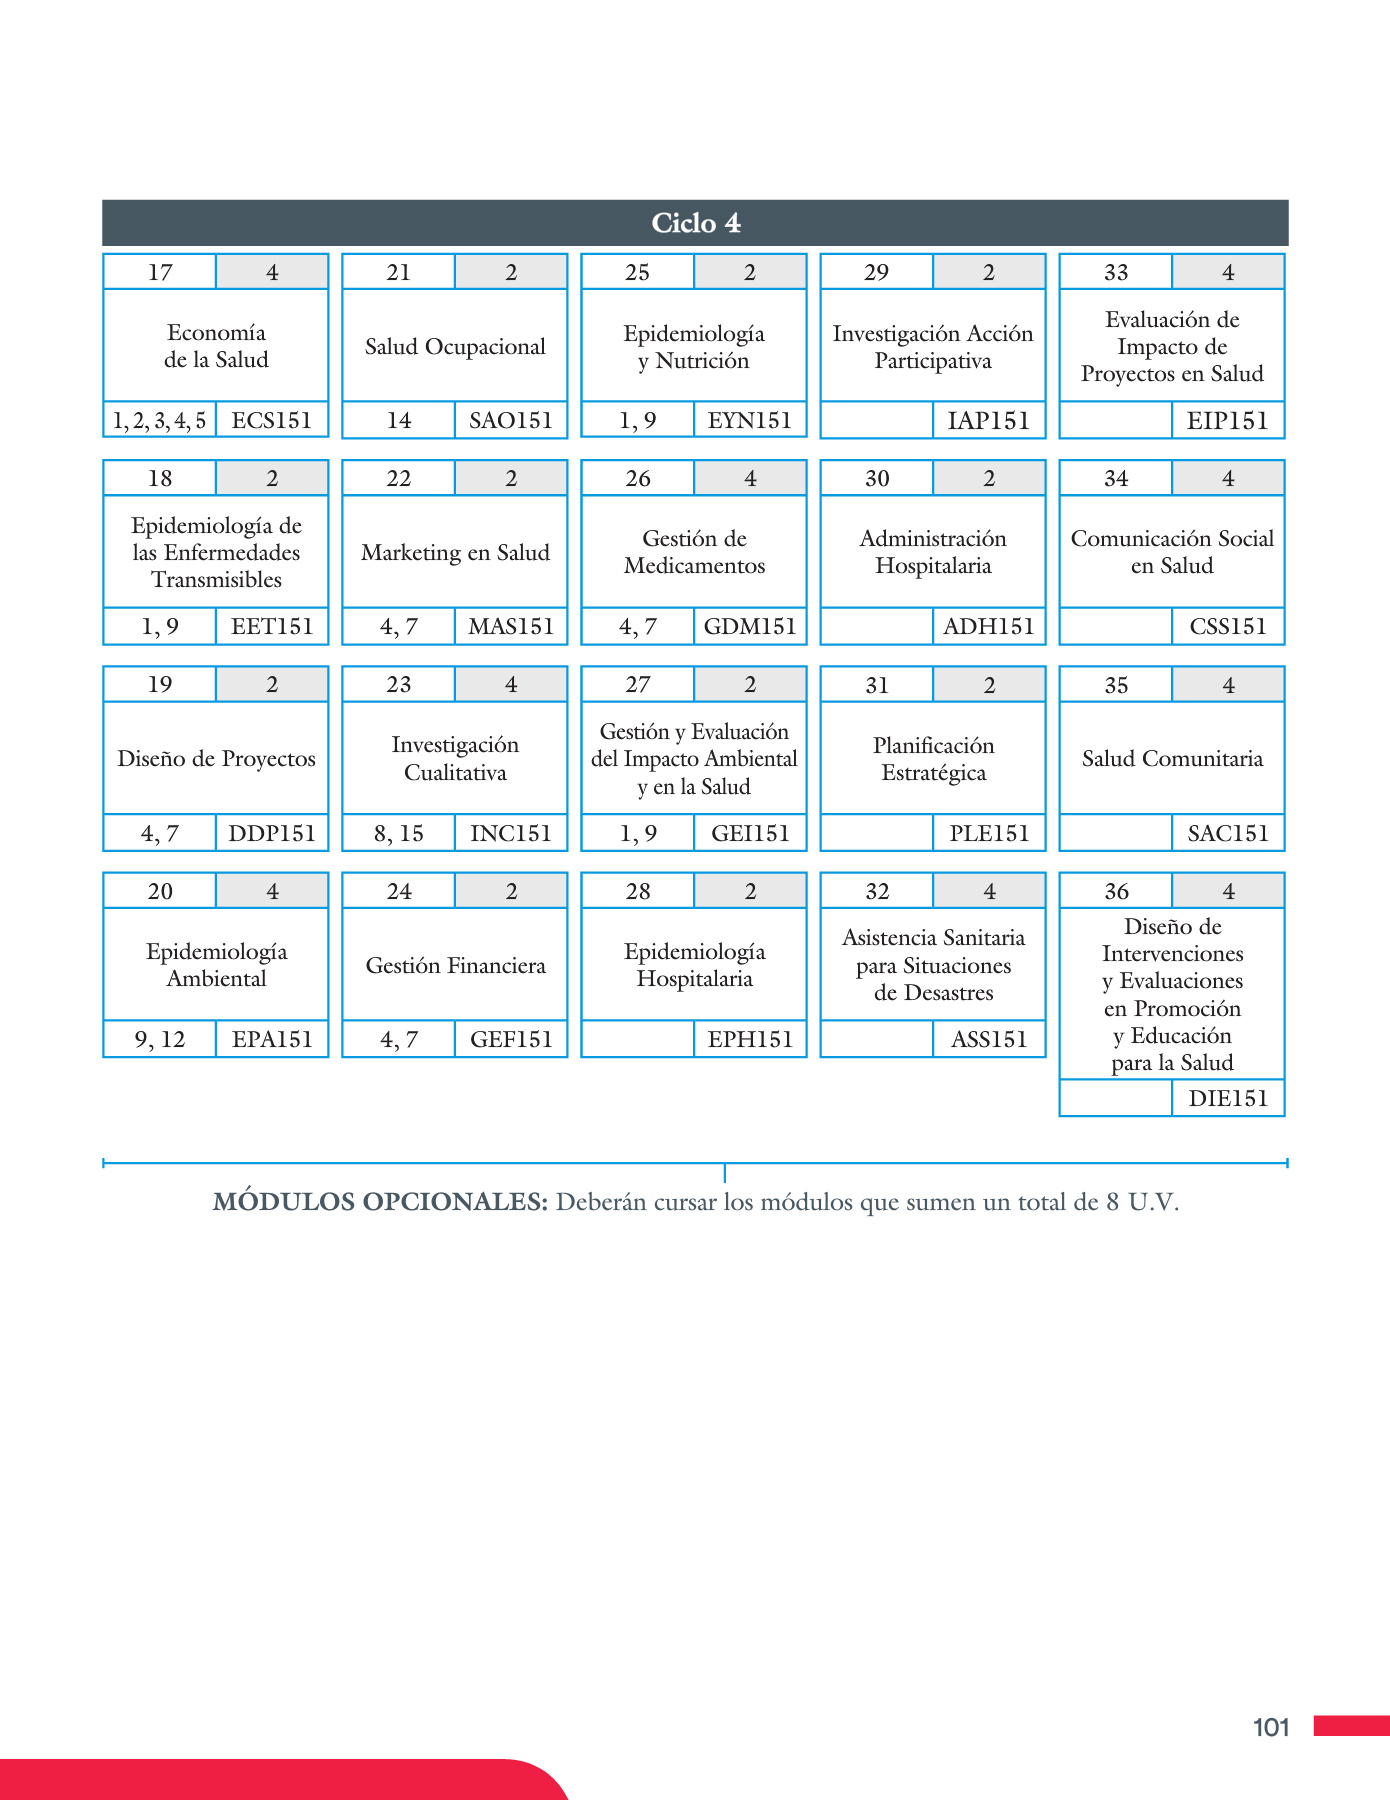 Ciclo 4
17 4
Economía
de la Salud
1, 2, 3, 4, 5 ECS151
21 2
Salud Ocupacional
14 SAO151
25 2
Epidemiología
y Nutrición
1, 9 EYN151
29 2
Investigación Acción
Participativa
IAP151
33 4
Evaluación de
Impacto de
Proyectos en Salud
EIP151
18 2
Epidemiología de
las Enfermedades
Transmisibles
1, 9 EET151
22 2
Marketing en Salud
4, 7 MAS151
26 4
Gestión de
Medicamentos
4, 7 GDM151
30 2
Administración
Hospitalaria
ADH151
34 4
Comunicación Social
en Salud
CSS151
19 2
Diseño de Proyectos
4, 7 DDP151
23 4
Investigación
Cualitativa
8, 15 INC151
27 2
Gestión y Evaluación
del Impacto Ambiental
y en la Salud
1, 9 GEI151
31 2
Planificación
Estratégica
PLE151
35 4
Salud Comunitaria
SAC151
20 4
Epidemiología
Ambiental
9, 12 EPA151
24 2
Gestión Financiera
4, 7 GEF151
28 2
Epidemiología
Hospitalaria
EPH151
32 4
Asistencia Sanitaria
para Situaciones
de Desastres
ASS151
36 4
Diseño de
Intervenciones
y Evaluaciones
en Promoción
y Educación
para la Salud
DIE151
MÓDULOS OPCIONALES: Deberán cursar los módulos que sumen un total de 8 U.V.
101